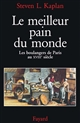 Steven L. Kaplan
Le meilleur
pain du monde
Les boulangers de Paris
au XVIIIe siècle
Fayard